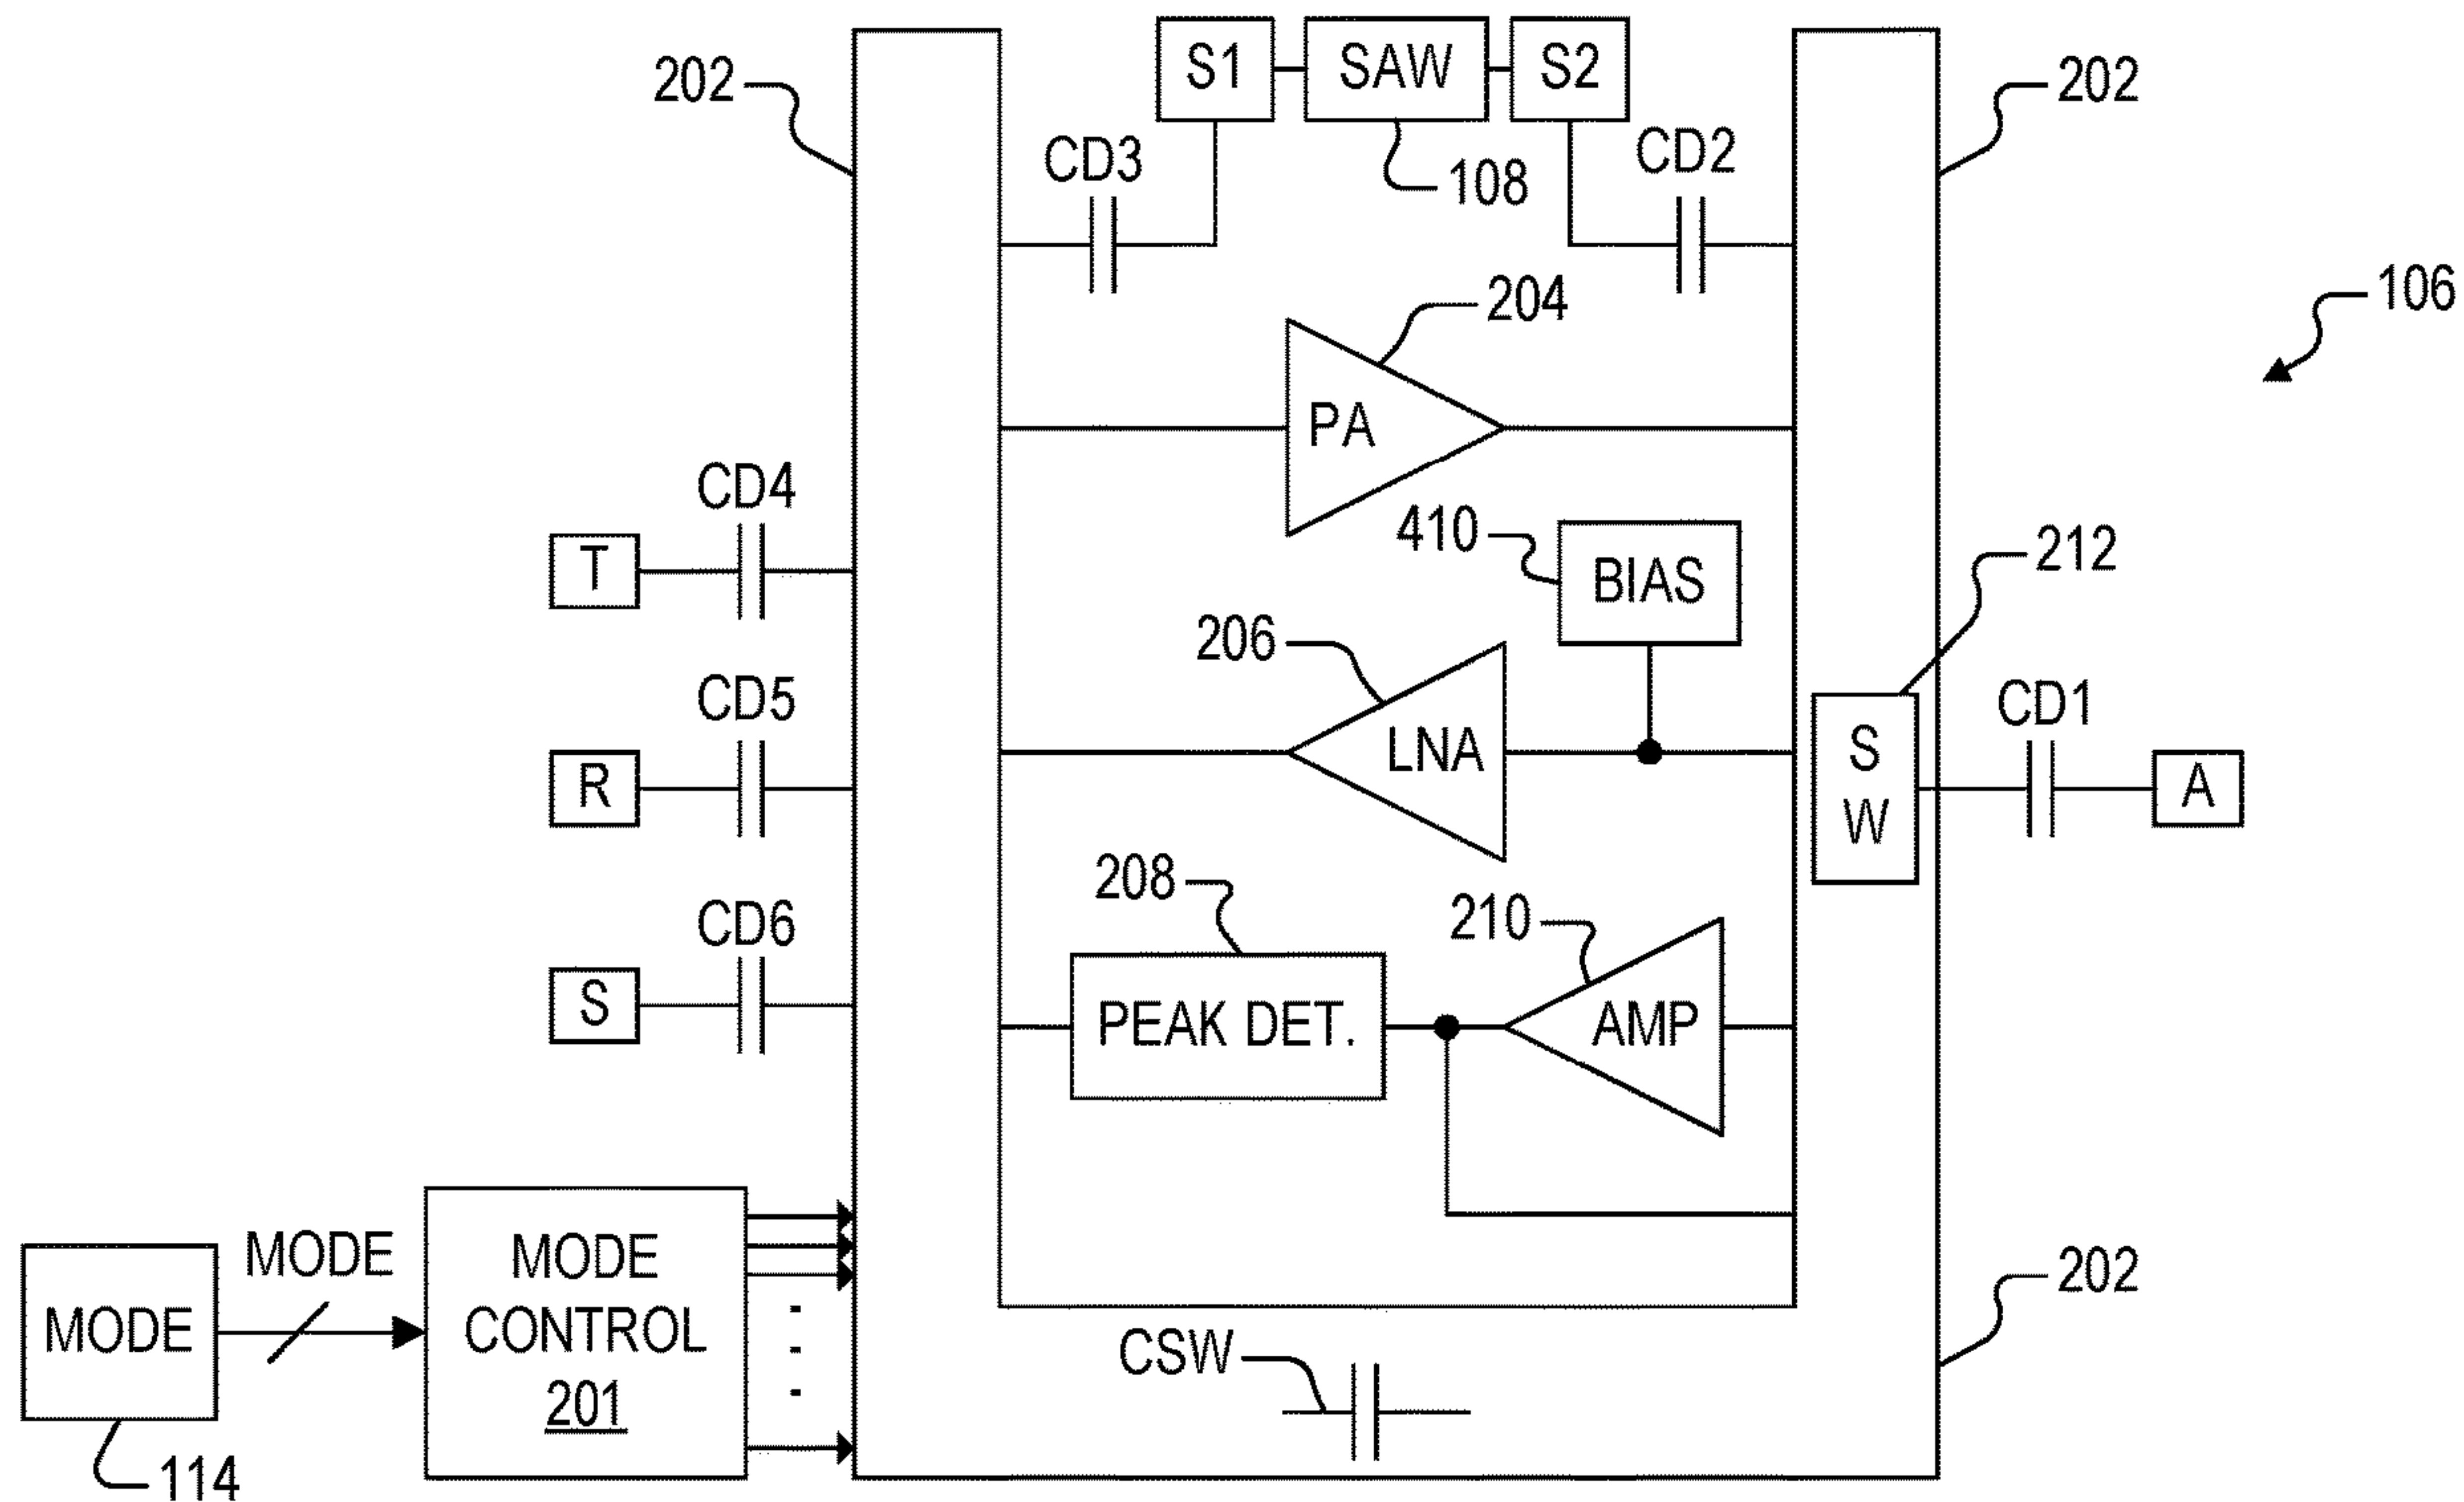 S1
SAW
S2
202
202
CD3
CD2
108
106
204
PA
CD4
410
BIAS
212
T
206
CD5
LNA
CD1
R
S
W
A
208
210
CD6
S
PEAK DET.
AMP
MODE
MODE
CONTROL
201
MODE
202
CSW
114